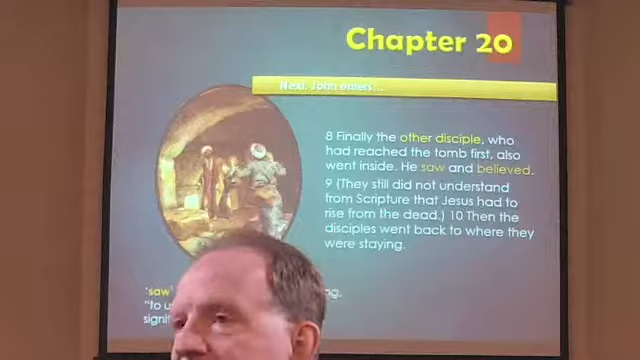 Chapter 20
Next, John enters...
8 Finally the other disciple, who
had reached the tomb first, also
went inside. He saw and believed.
9 (They still did not understand
from Scripture that Jesus had to
rise from the dead.) 10 Then the
disciples went back to where they
were staying.
'saw'
"to